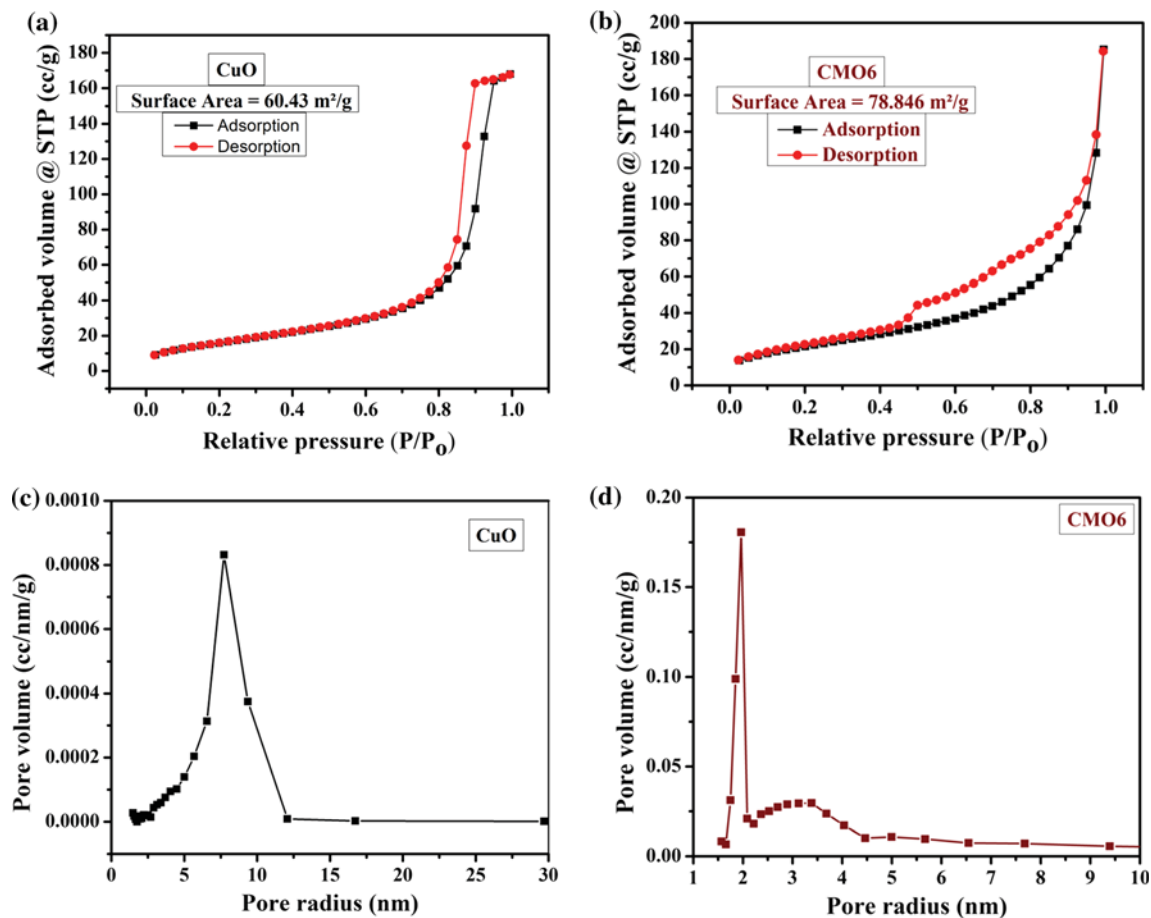 (a)
CuO
Surface Area = 60.43 m²/g
Adsorption
Desorption
Adsorbed volume @ STP (cc/g)
180
160
140
120
100
80
60
40
20
0
0.0 0.2 0.4 0.6 0.8 1.0
Relative pressure (P/Po)
(b)
CMO6
Surface Area = 78.846 m²/g
Adsorption
Desorption
Adsorbed volume @ STP (cc/g)
200
180
160
140
120
100
80
60
40
20
0
0.0 0.2 0.4 0.6 0.8 1.0
Relative pressure (P/Po)
(c)
CuO
Pore volume (cc/nm/g)
0.0010
0.0008
0.0006
0.0004
0.0002
0.0000
0 5 10 15 20 25 30
Pore radius (nm)
(d)
CMO6
Pore volume (cc/nm/g)
0.20
0.15
0.10
0.05
0.00
1 2 3 4 5 6 7 8 9 10
Pore radius (nm)